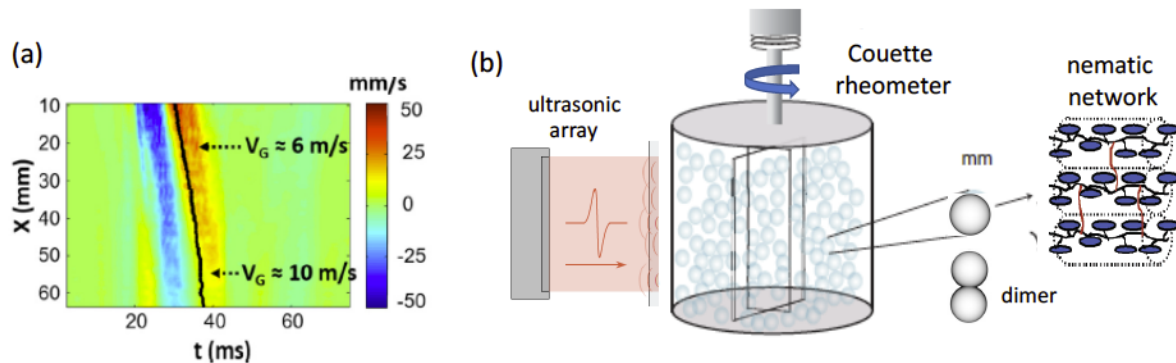 (a)
mm/s
10
20
30
40
50
60
X (mm)
V_G ≈ 6 m/s
V_G ≈ 10 m/s
20
40
60
t (ms)
50
25
0
-25
-50
(b)
ultrasonic
array
Couette
rheometer
mm
dimer
nematic
network